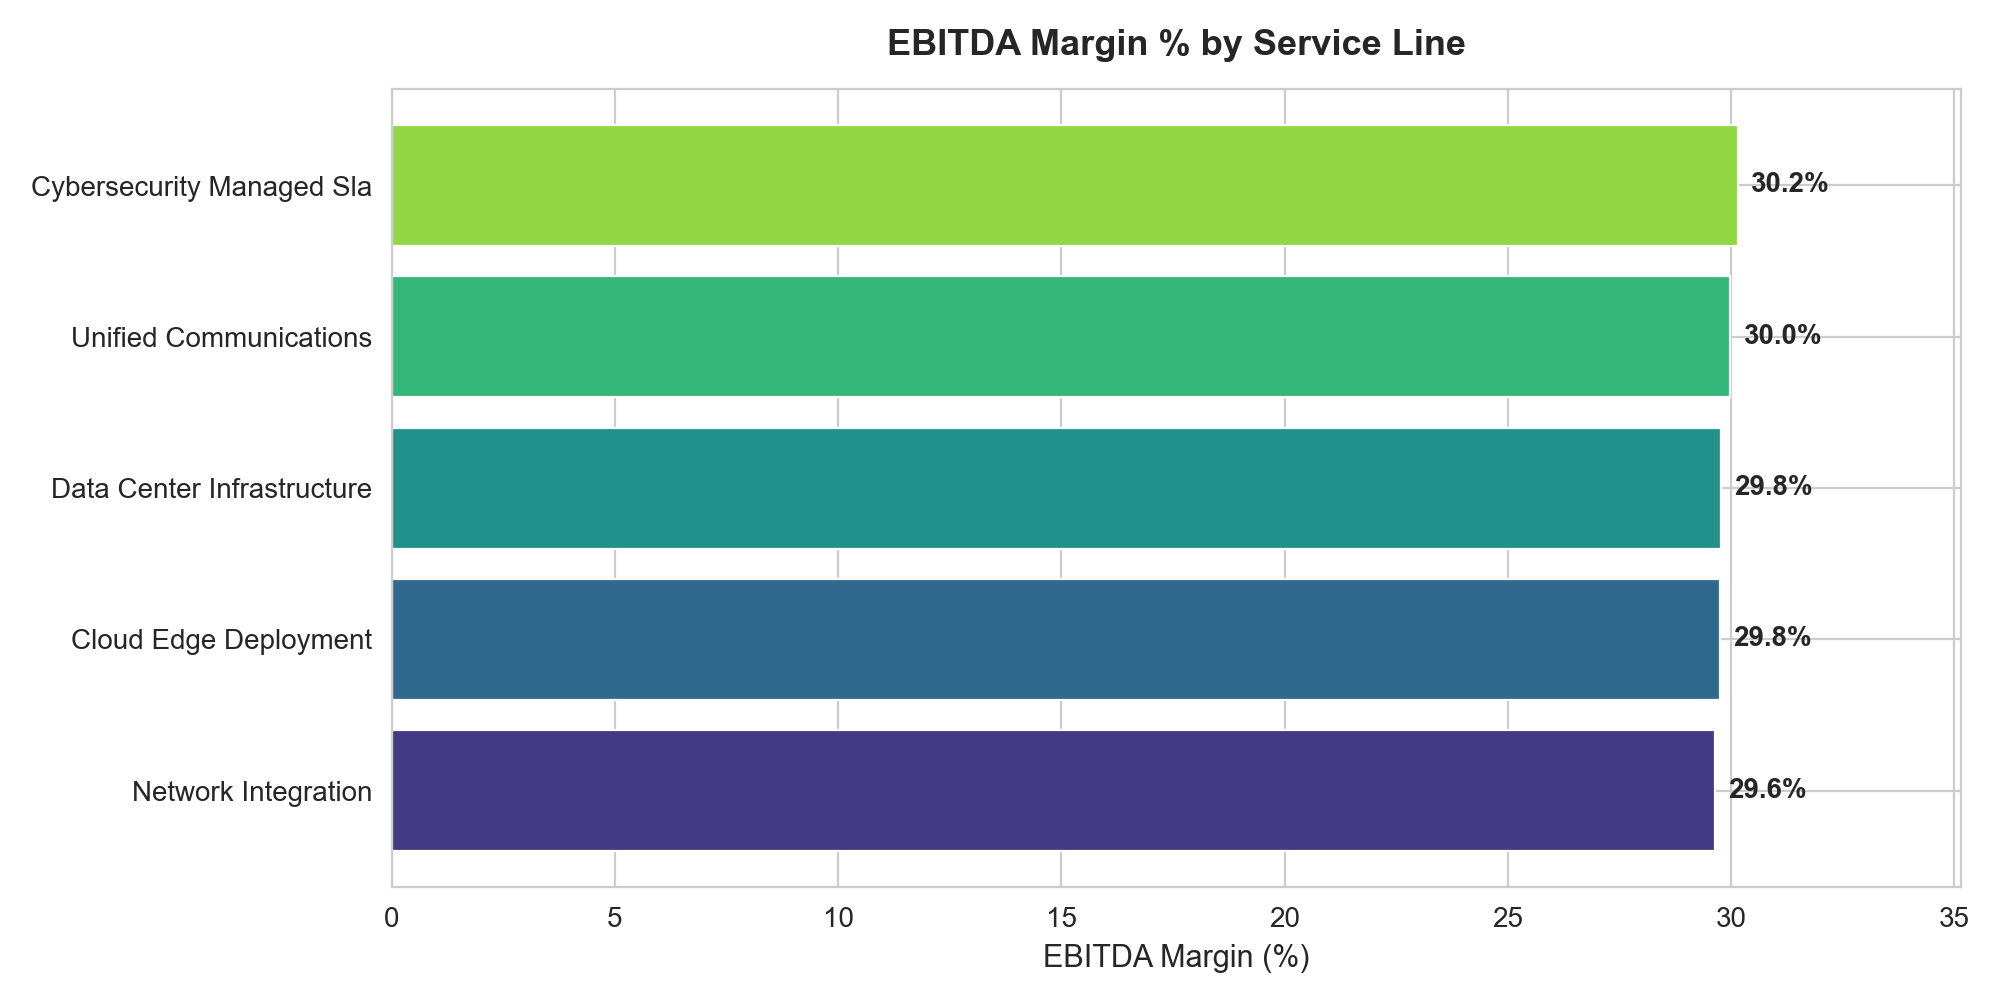 EBITDA Margin % by Service Line
Cybersecurity Managed Sla
30.2%
Unified Communications
30.0%
Data Center Infrastructure
29.8%
Cloud Edge Deployment
29.8%
Network Integration
29.6%
0 5 10 15 20 25 30 35
EBITDA Margin (%)